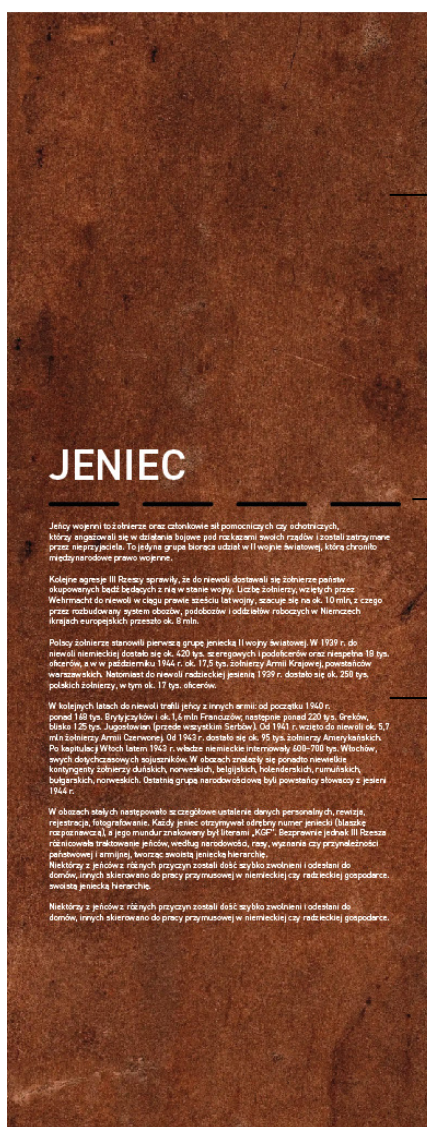 JENIEC
Jeńcy wojenni to żołnierze oraz członkowie sił pomocniczych czy ochotniczych,
którzy angażowali się w działania bojowe pod rozkazami swoich rządów i zostali zatrzymane
przez nieprzyjaciela. To jedyna grupa biorąca udział w II wojnie światowej, którą chroniło
międzynarodowe prawo wojenne.
Kolejne agresje III Rzeszy sprawiły, że do niewoli dostawali się żołnierze państw
okupowanych bądź będących z nią w stanie wojny. Liczbę żołnierzy, wziętych przez
Wehrmacht do niewoli w ciągu prawie sześciu lat wojny, szacuje się na ok. 10 mln, z czego
przez rozbudowany system obozów, podobozów i oddziałów roboczych w Niemczech
ikrajach europejskich przeszło ok. 8 mln.
Polscy żołnierze stanowili pierwszą grupę jeniecką II wojny światowej. W 1939 r. do
niewoli niemieckiej dostało się ok. 420 tys. szeregowych i podoficerów oraz niespełna 18 tys.
oficerów, a w w październiku 1944 r. ok. 17,5 tys. żołnierzy Armii Krajowej, powstańców
warszawskich. Natomiast do niewoli radzieckiej jesienią 1939 r. dostało się ok. 250 tys.
polskich żołnierzy, w tym ok. 17 tys. oficerów.
W kolejnych latach do niewoli trafili jeńcy z innych armii: od początku 1940 r.
ponad 168 tys. Brytyjczyków i ok.1,6 mln Francuzów, następnie ponad 220 tys. Greków,
blisko 125 tys. Jugosłowian (przede wszystkim Serbów). Od 1941 r. wzięto do niewoli ok. 5,7
mln żołnierzy Armii Czerwonej. Od 1943 r. dostało się ok. 95 tys. żołnierzy Amerykańskich.
Po kapitulacji Włoch latem 1943 r. władze niemieckie internowały 600–700 tys. Włochów,
swych dotychczasowych sojuszników. W obozach znalazły się ponadto niewielkie
kontyngenty żołnierzy duńskich, norweskich, belgijskich, holenderskich, rumuńskich,
bułgarskich, norweskich. Ostatnią grupą narodowościową byli powstańcy słowaccy z jesieni
1944 r.
W obozach stałych następowało szczegółowe ustalenie danych personalnych, rewizja,
rejestracja, fotografowanie. Każdy jeniec otrzymywał odrębny numer jeniecki (blaszkę
rozpoznawczą), a jego mundur znakowany był literami „KGF”. Bezprawnie jednak III Rzesza
różnicowała traktowanie jeńców, według narodowości, rasy, wyznania czy przynależności
państwowej i armijnej, tworząc swoistą jeniecką hierarchię.
Niektórzy z jeńców z różnych przyczyn zostali dość szybko zwolnieni i odesłani do
domów, innych skierowano do pracy przymusowej w niemieckiej czy radzieckiej gospodarce.
swoistą jeniecką hierarchię.
Niektórzy z jeńców z różnych przyczyn zostali dość szybko zwolnieni i odesłani do
domów, innych skierowano do pracy przymusowej w niemieckiej czy radzieckiej gospodarce.